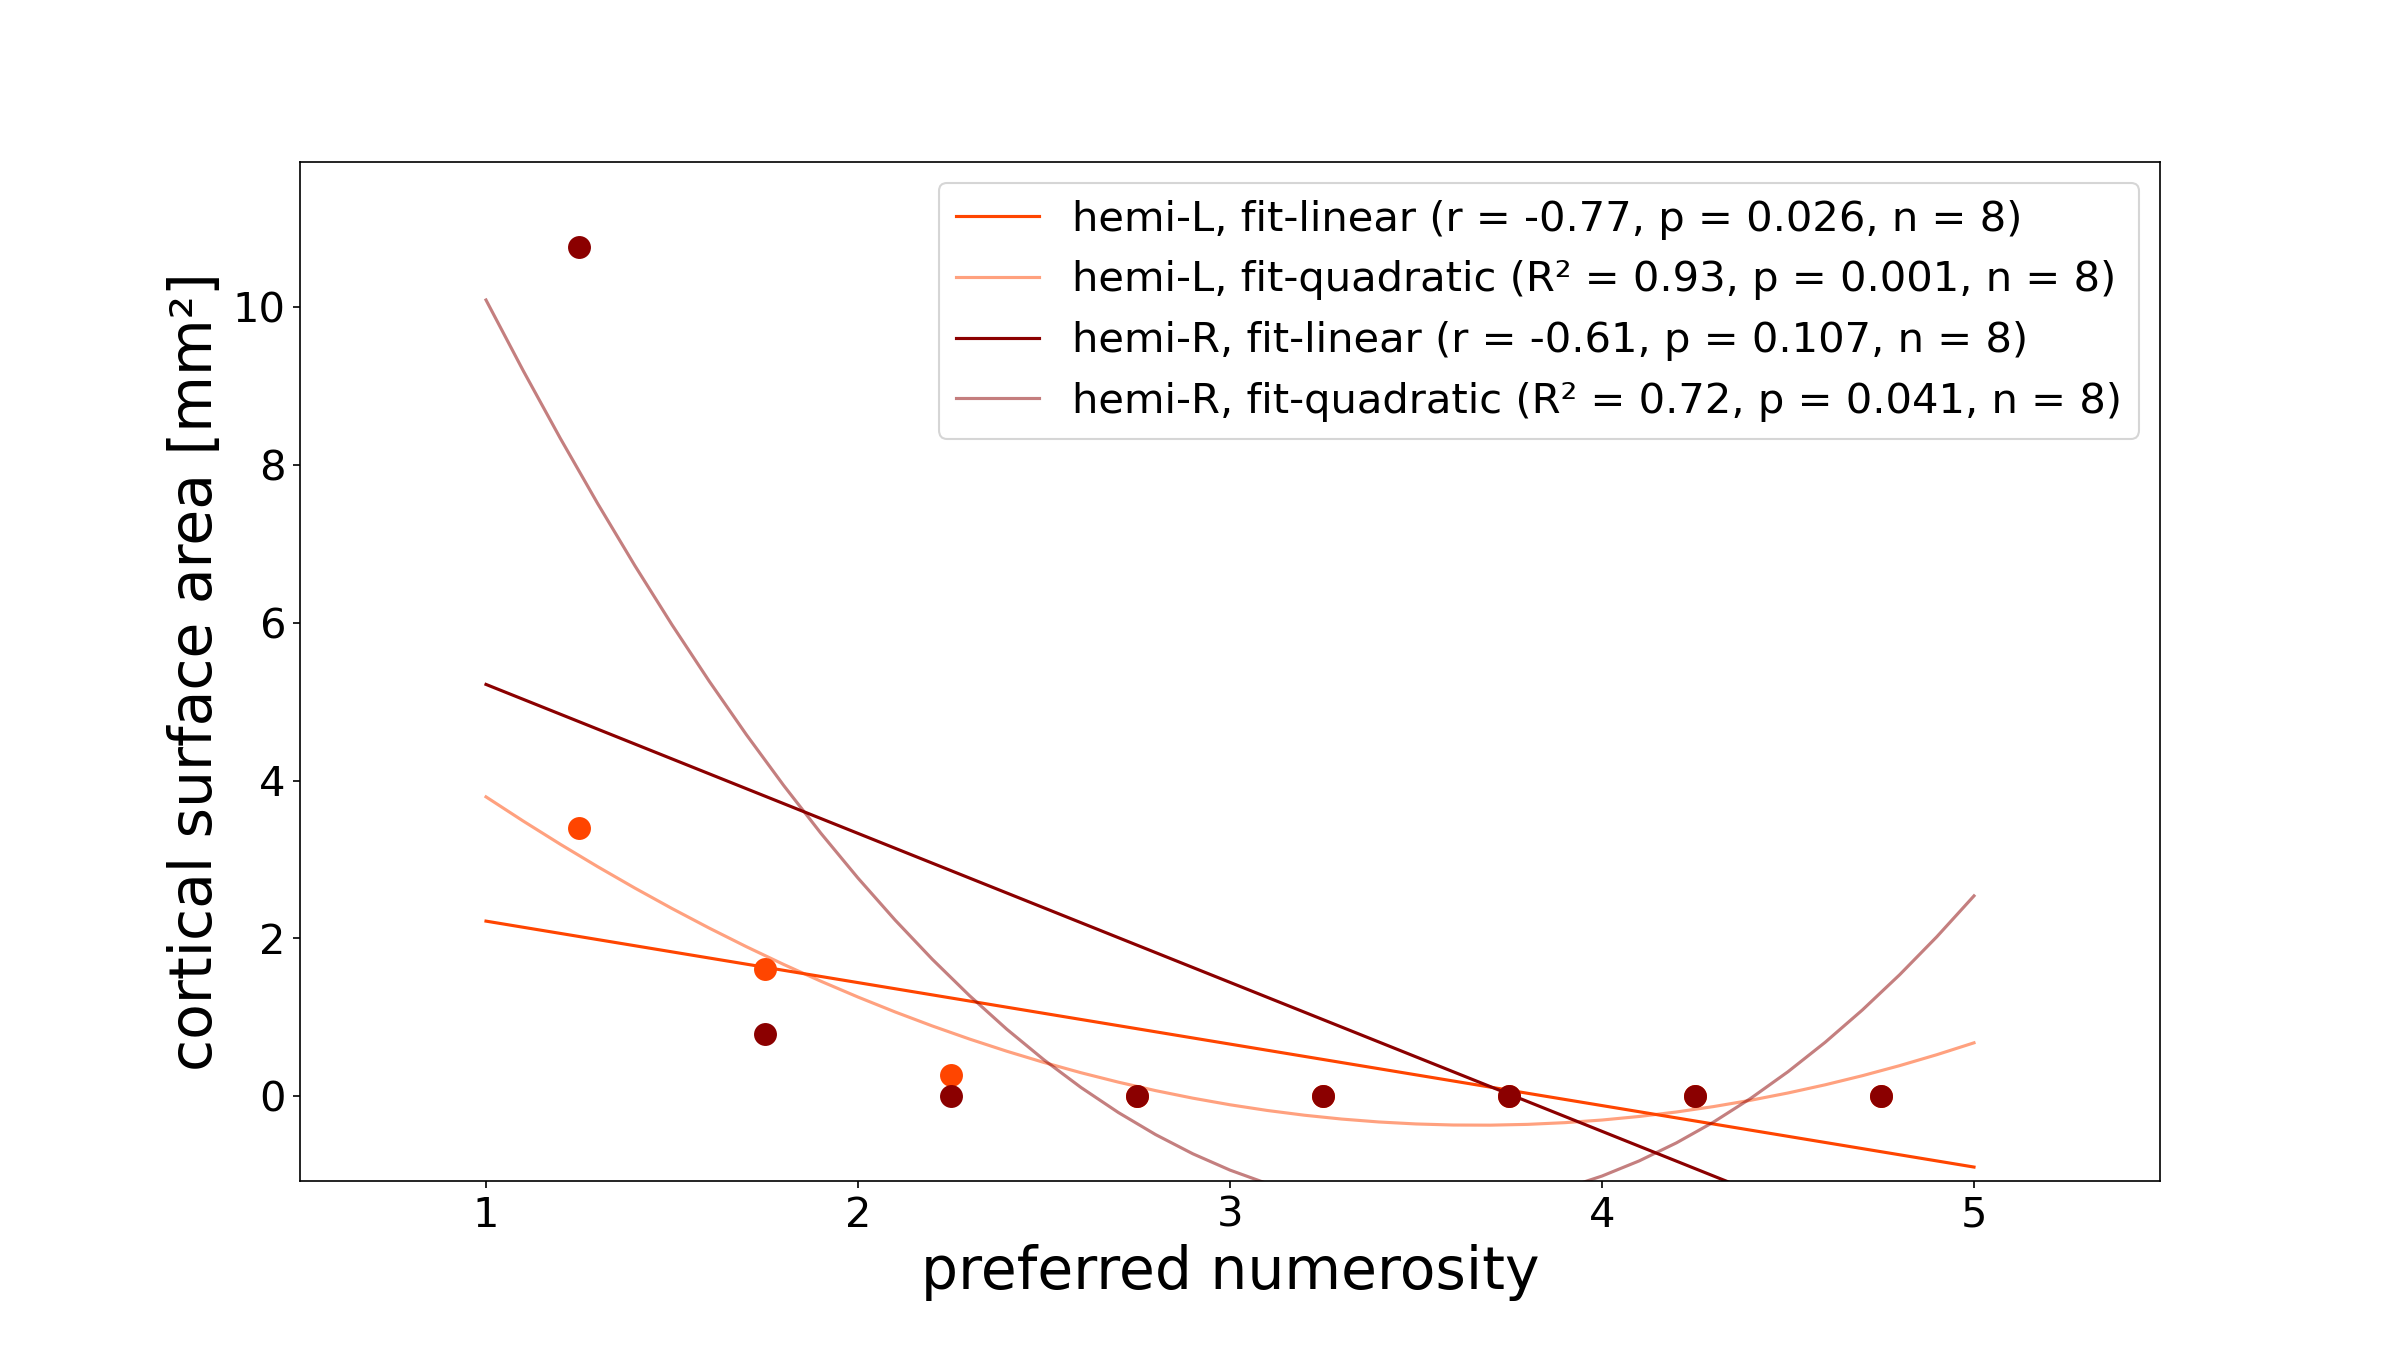 hemi-L, fit-linear (r = -0.77, p = 0.026, n = 8)
hemi-L, fit-quadratic (R² = 0.93, p = 0.001, n = 8)
hemi-R, fit-linear (r = -0.61, p = 0.107, n = 8)
hemi-R, fit-quadratic (R² = 0.72, p = 0.041, n = 8)
cortical surface area [mm²]
10
8
6
4
2
0
1 2 3 4 5
preferred numerosity